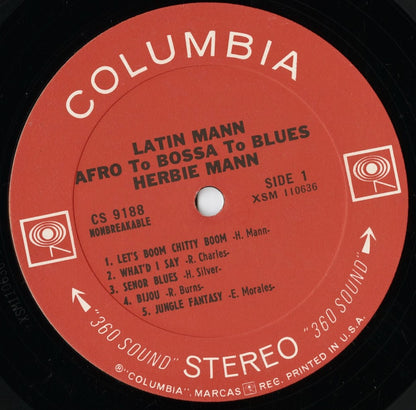 COLUMBIA
LATIN MANN
AFRO To BOSSA To BLUES
HERBIE MANN
CS 9188
NONBREAKABLE
SIDE 1
XSM 110636
1. LET'S BOOM CHITTY BOOM -H. Mann-
2. WHAT'D I SAY -R. Charles-
3. SENOR BLUES -H. Silver-
4. BIJOU -R. Burns-
5. JUNGLE FANTASY -E. Morales-
"360 SOUND" STEREO "360 SOUND"
®"COLUMBIA", MARCAS REG. PRINTED IN U.S.A.